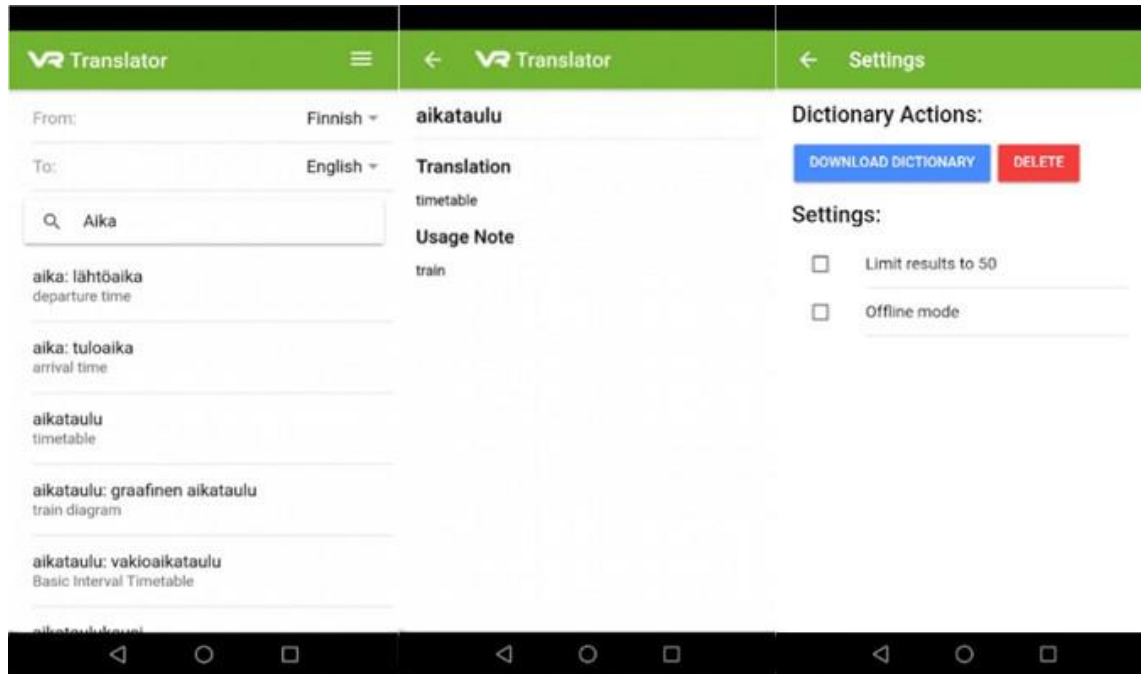 VR Translator
From: Finnish
To: English
Aika
aika: lähtöaika
departure time
aika: tuloaika
arrival time
aikataulu
timetable
aikataulu: graafinen aikataulu
train diagram
aikataulu: vakioaikataulu
Basic Interval Timetable
VR Translator
aikataulu
Translation
timetable
Usage Note
train
Settings
Dictionary Actions:
DOWNLOAD DICTIONARY DELETE
Settings:
Limit results to 50
Offline mode